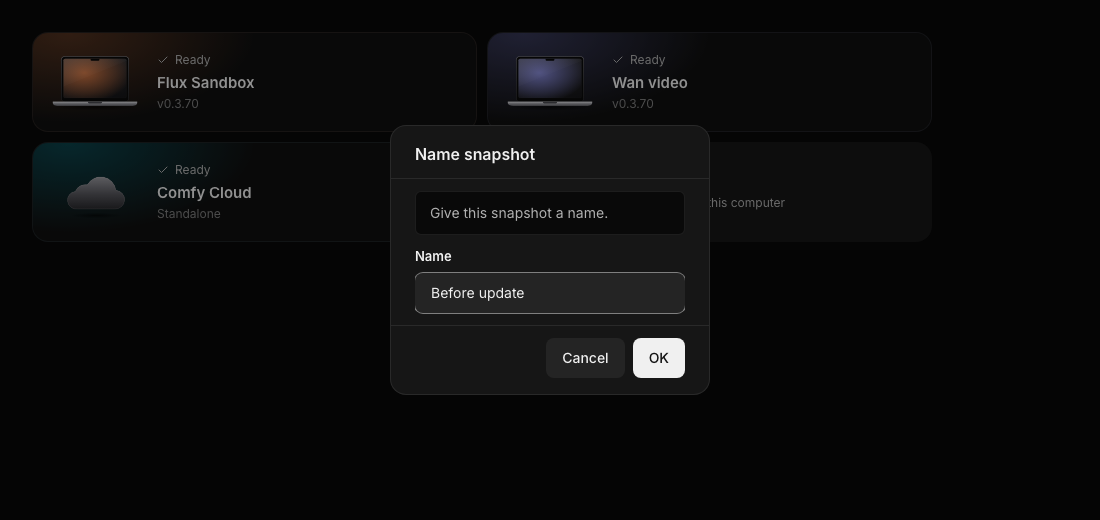 Ready
Flux Sandbox
v0.3.70
Ready
Wan video
v0.3.70
Ready
Comfy Cloud
Standalone
this computer
Name snapshot
Give this snapshot a name.
Name
Before update
Cancel
OK